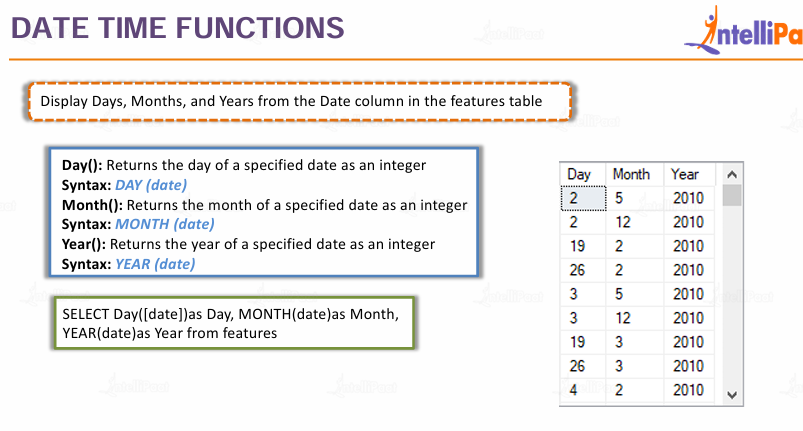 DATE TIME FUNCTIONS
intelliPa
Display Days, Months, and Years from the Date column in the features table
Day(): Returns the day of a specified date as an integer
Syntax: DAY (date)
Month(): Returns the month of a specified date as an integer
Syntax: MONTH (date)
Year(): Returns the year of a specified date as an integer
Syntax: YEAR (date)
SELECT Day([date])as Day, MONTH(date)as Month,
YEAR(date)as Year from features
Day Month Year
2 5 2010
2 12 2010
19 2 2010
26 2 2010
3 5 2010
3 12 2010
19 3 2010
26 3 2010
4 2 2010